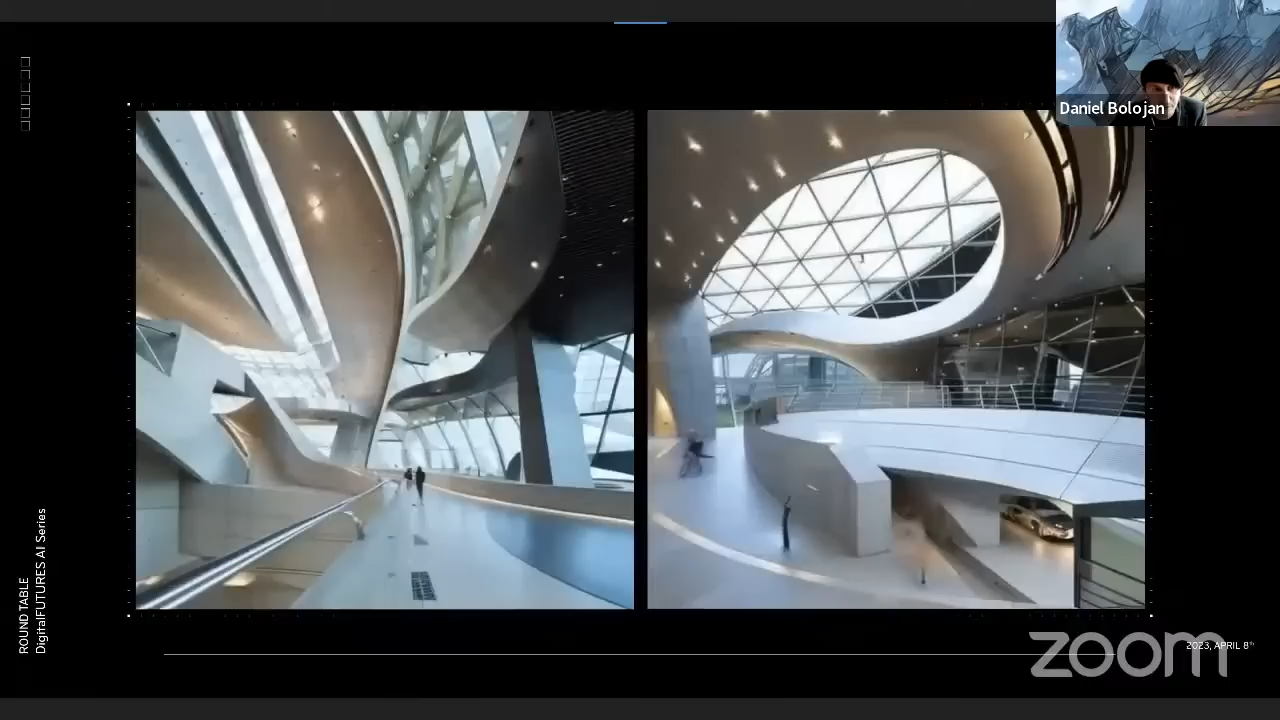 Daniel Bolojan
ROUND TABLE
DigitalFUTURES AI Series
2023, APRIL 8th
zoom